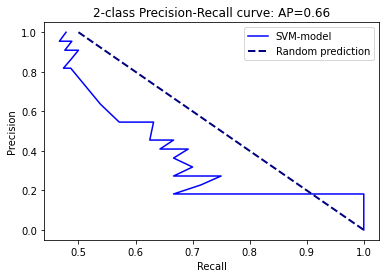 2-class Precision-Recall curve: AP=0.66
SVM-model
Random prediction
Precision
1.0
0.8
0.6
0.4
0.2
0.0
0.5
0.6
0.7
0.8
0.9
1.0
Recall